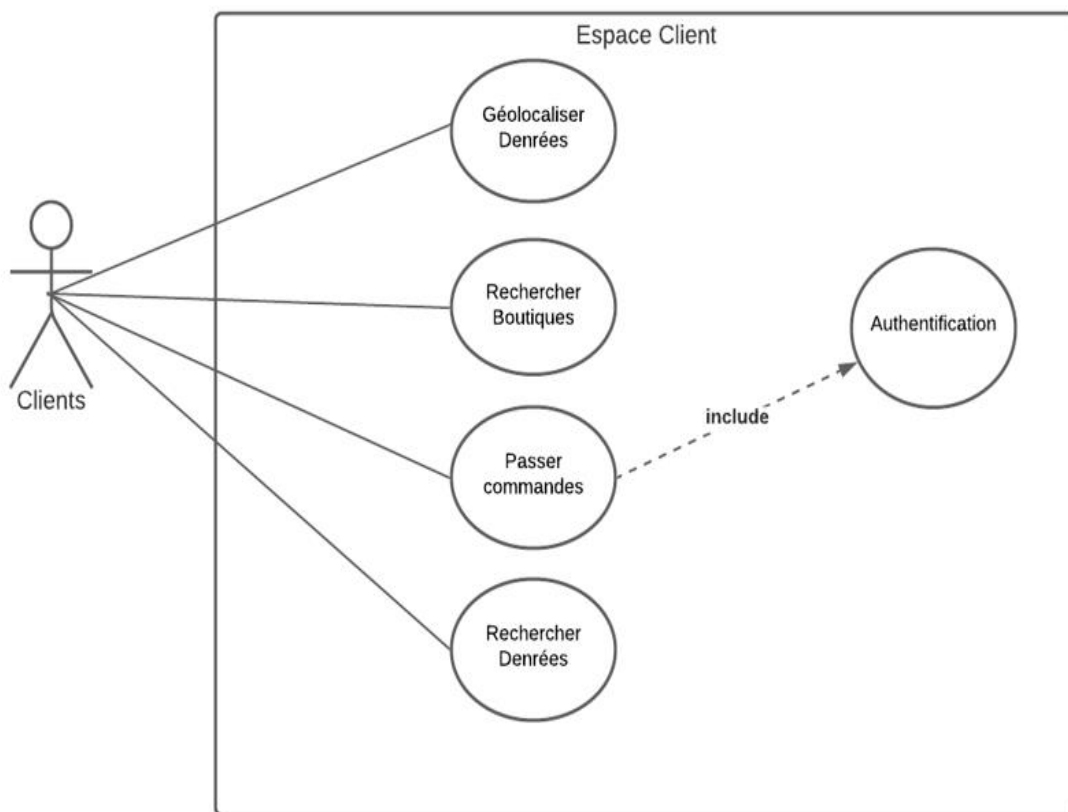 Espace Client
Géolocaliser
Denrées
Rechercher
Boutiques
Authentification
Clients
include
Passer
commandes
Rechercher
Denrées